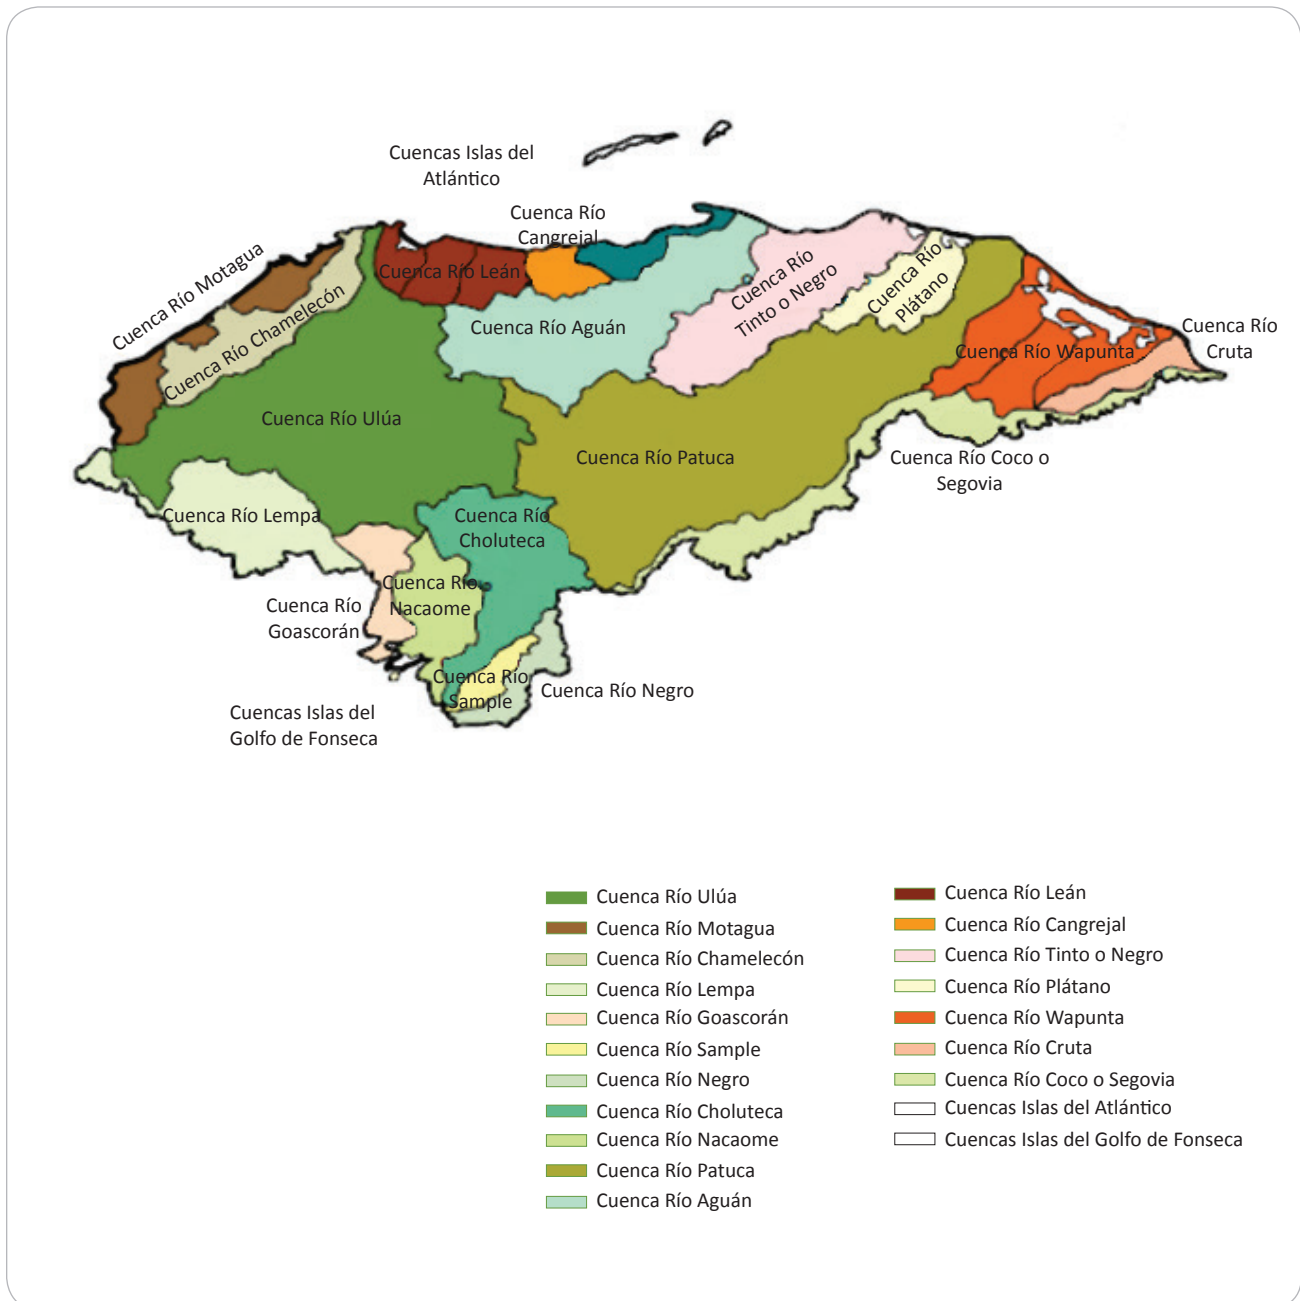 Cuencas Islas del
Atlántico
Cuenca Río
Cangrejal
Cuenca Río Motagua
Cuenca Río Leán
Cuenca Río Chamelecón
Cuenca Río Aguán
Cuenca Río
Tinto o Negro
Cuenca Río
Plátano
Cuenca Río Wapunta
Cuenca Río
Cruta
Cuenca Río Ulúa
Cuenca Río Patuca
Cuenca Río Coco o
Segovia
Cuenca Río Lempa
Cuenca Río
Choluteca
Cuenca Río
Nacaome
Cuenca Río
Goascorán
Cuenca Río
Sample
Cuenca Río Negro
Cuencas Islas del
Golfo de Fonseca
Cuenca Río Ulúa
Cuenca Río Motagua
Cuenca Río Chamelecón
Cuenca Río Lempa
Cuenca Río Goascorán
Cuenca Río Sample
Cuenca Río Negro
Cuenca Río Choluteca
Cuenca Río Nacaome
Cuenca Río Patuca
Cuenca Río Aguán
Cuenca Río Leán
Cuenca Río Cangrejal
Cuenca Río Tinto o Negro
Cuenca Río Plátano
Cuenca Río Wapunta
Cuenca Río Cruta
Cuenca Río Coco o Segovia
Cuencas Islas del Atlántico
Cuencas Islas del Golfo de Fonseca